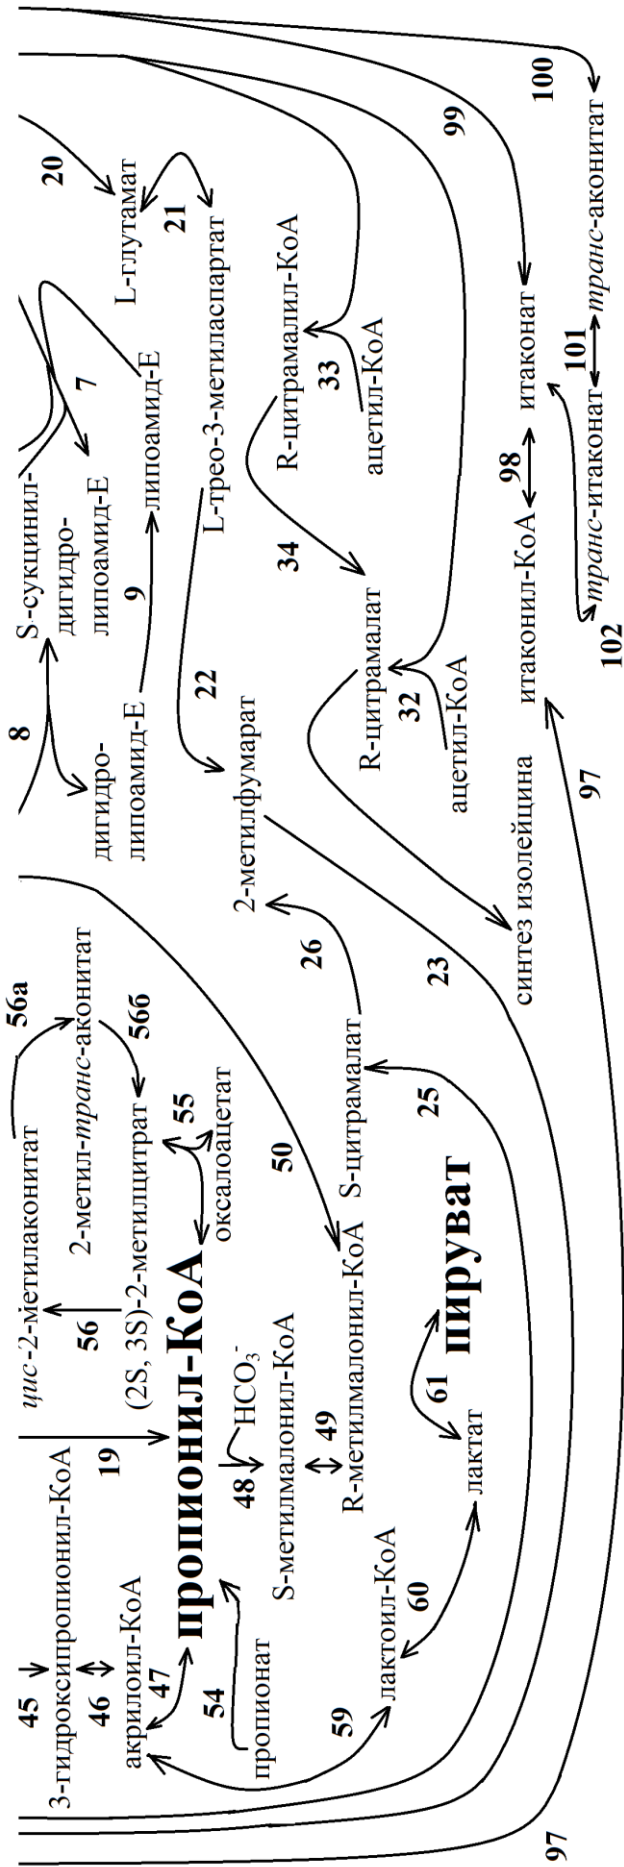 45
цис-2-метилаконитат
56а
8
S-сукцинил-
дигидро-
липоамид-Е
20
3-гидроксипропионил-КоА
46
19
56
2-метил-транс-аконитат
56б
дигидро-
липоамид-Е
9
7
L-глутамат
акрилоил-КоА
(2S, 3S)-2-метилцитрат
липоамид-Е
47
55
21
пропионил-КоА
оксалоацетат
22
L-трео-3-метиласпартат
54
48
HCO3-
2-метилфумарат
пропионат
S-метилмалонил-КоА
50
26
34
R-цитрамалил-КоА
49
33
59
R-метилмалонил-КоА
S-цитрамалат
R-цитрамалат
ацетил-КоА
лактоил-КоА
32
60
61
25
23
ацетил-КоА
99
лактат
пируват
синтез изолейцина
итаконил-КоА
98
итаконат
100
97
97
101
102
транс-итаконат
транс-аконитат